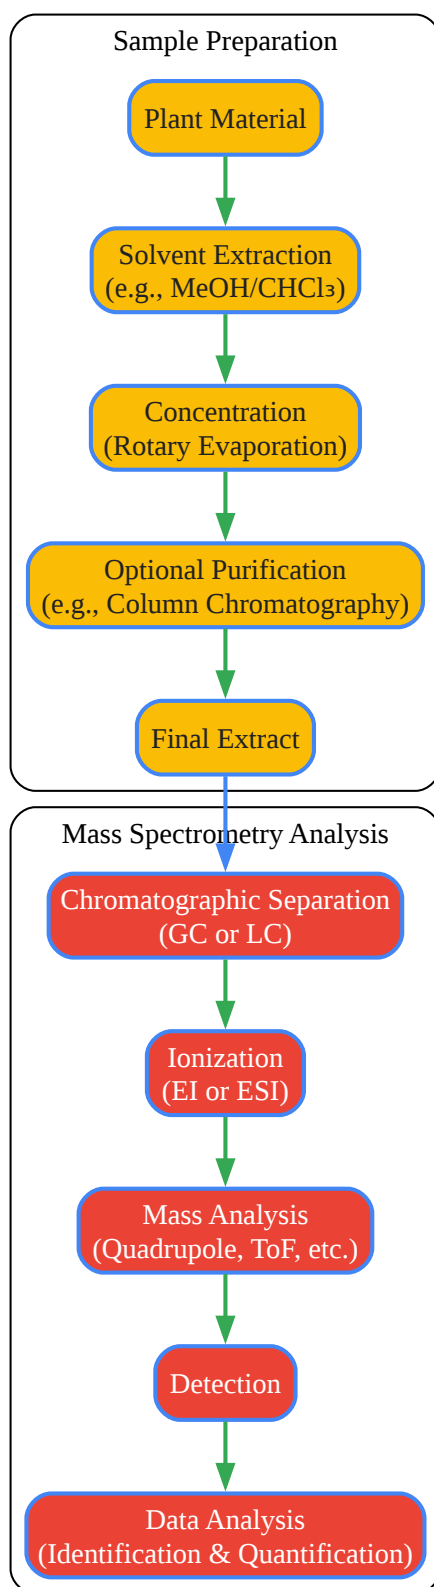 Sample Preparation
Plant Material
Solvent Extraction
(e.g., MeOH/CHCl₃)
Concentration
(Rotary Evaporation)
Optional Purification
(e.g., Column Chromatography)
Final Extract
Mass Spectrometry Analysis
Chromatographic Separation
(GC or LC)
Ionization
(EI or ESI)
Mass Analysis
(Quadrupole, ToF, etc.)
Detection
Data Analysis
(Identification & Quantification)